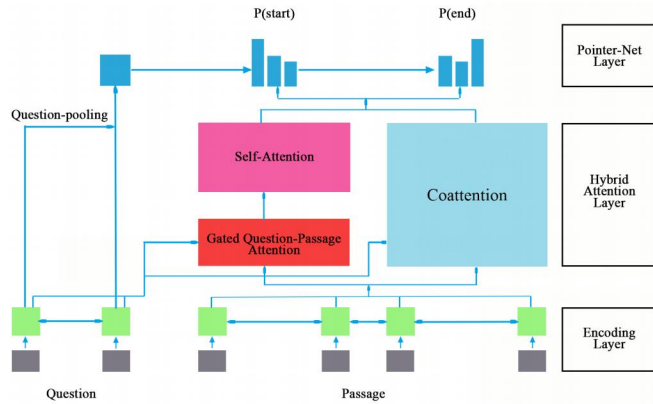 P(start)
P(end)
Pointer-Net
Layer
Question-pooling
Self-Attention
Coattention
Hybrid
Attention
Layer
Gated Question-Passage
Attention
Encoding
Layer
Question
Passage